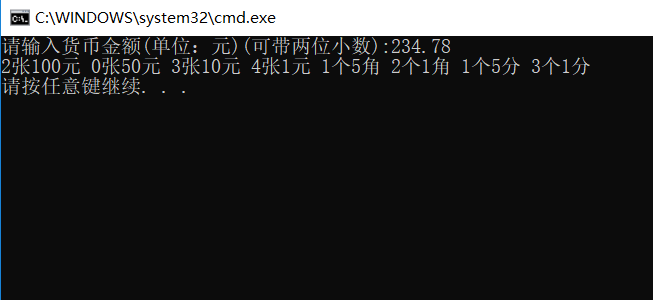 C:\WINDOWS\system32\cmd.exe
请输入货币金额(单位：元)(可带两位小数):234.78
2张100元 0张50元 3张10元 4张1元 1个5角 2个1角 1个5分 3个1分
请按任意键继续. . .